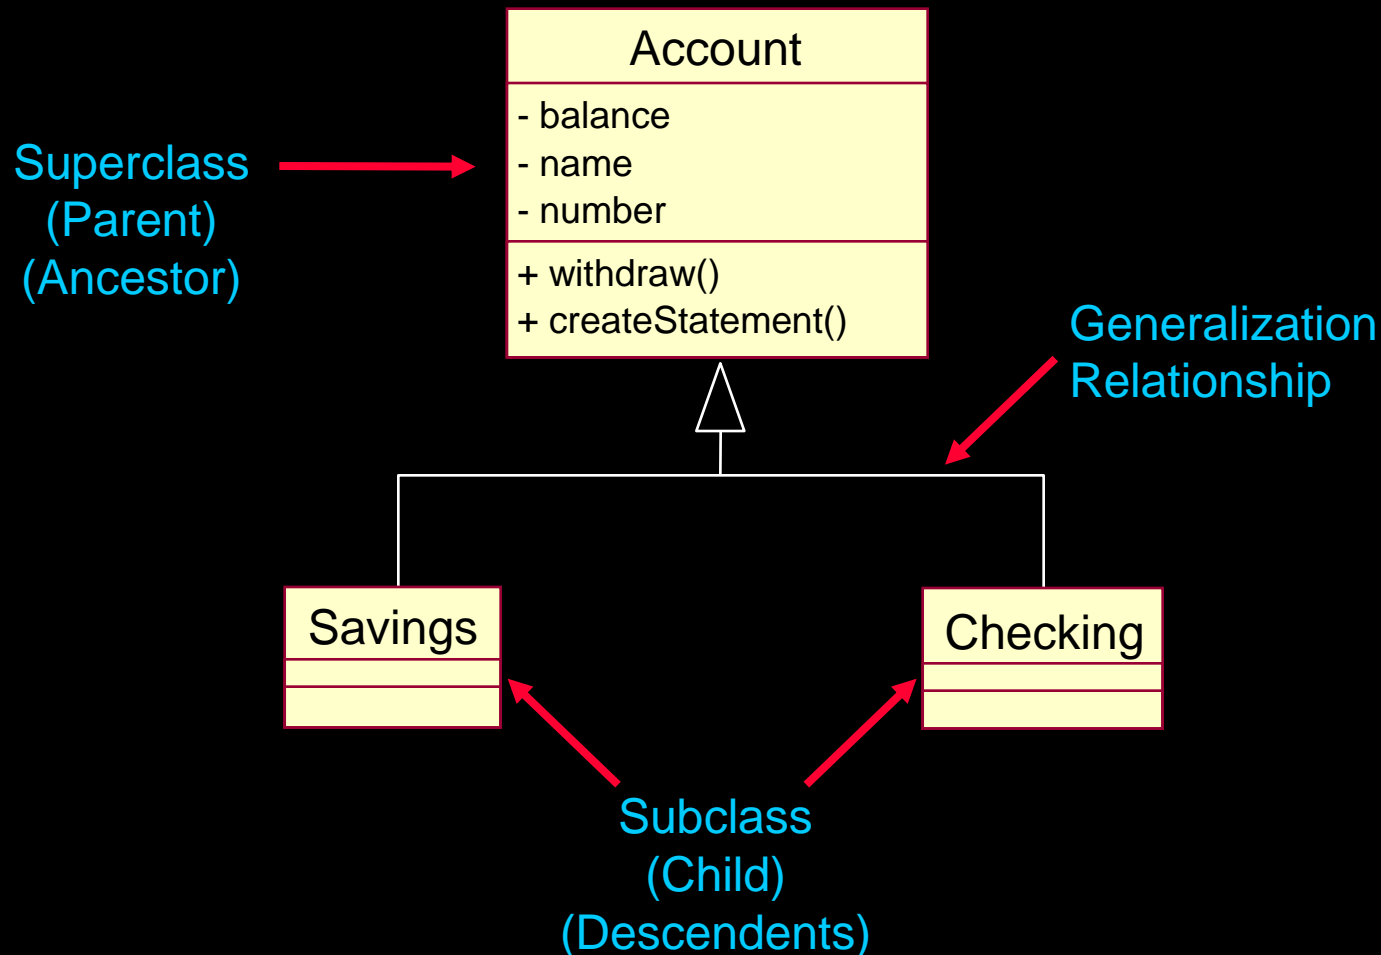 Account
- balance
- name
- number
+ withdraw()
+ createStatement()
Superclass
(Parent)
(Ancestor)
Generalization
Relationship
Savings
Checking
Subclass
(Child)
(Descendents)